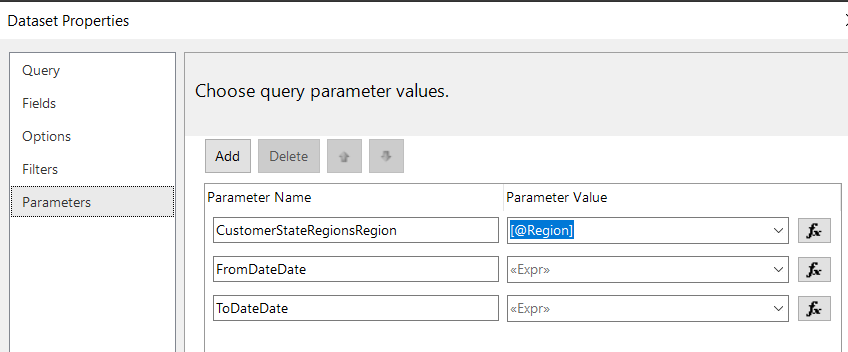 Dataset Properties
Query
Fields
Options
Filters
Parameters
Choose query parameter values.
Add Delete
Parameter Name Parameter Value
CustomerStateRegionsRegion [@Region] fx
FromDateDate «Expr» fx
ToDateDate «Expr» fx